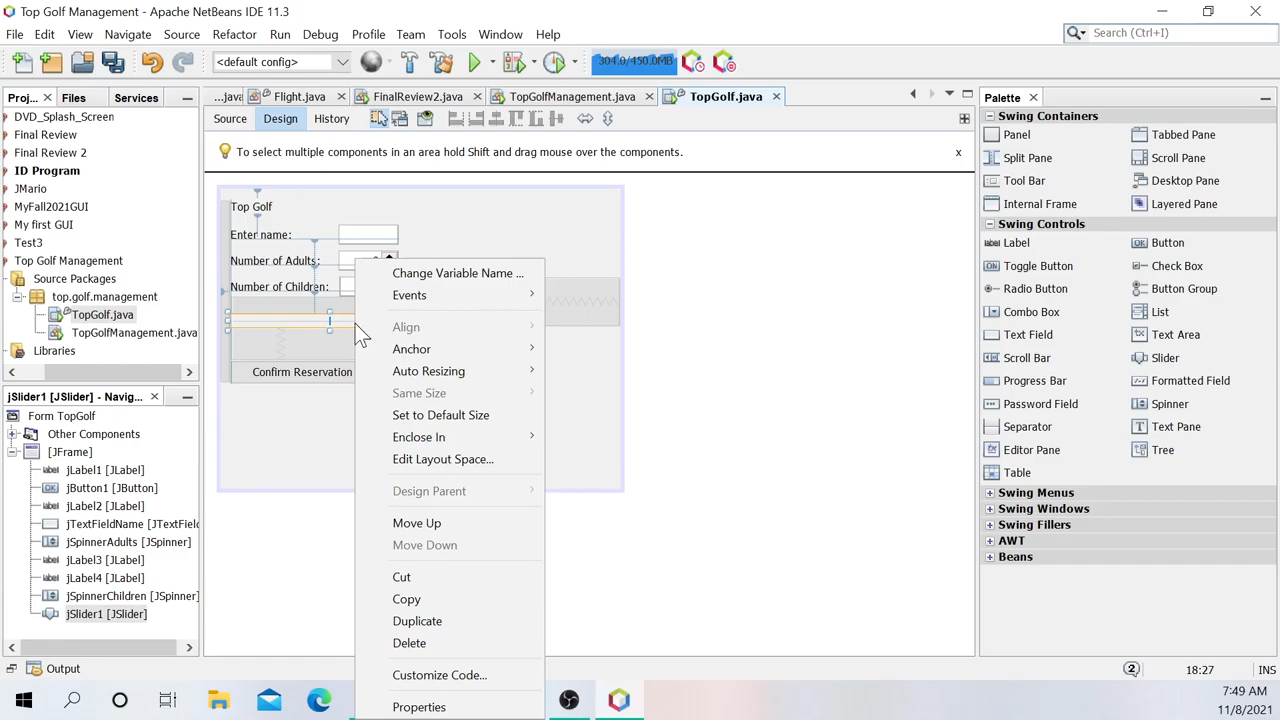 Top Golf Management - Apache NetBeans IDE 11.3
File Edit View Navigate Source Refactor Run Debug Profile Team Tools Window Help
Search (Ctrl+I)
<default config>
304.0/450.0MB
Proj... Files Services
...java Flight.java FinalReview2.java TopGolfManagement.java TopGolf.java
Palette
Source Design History
To select multiple components in an area hold Shift and drag mouse over the components. x
DVD_Splash_Screen
Final Review
Final Review 2
ID Program
JMario
MyFall2021GUI
My first GUI
Test3
Top Golf Management
Source Packages
top.golf.management
TopGolf.java
TopGolfManagement.java
Libraries
jSlider1 [JSlider] - Navig...
Form TopGolf
Other Components
[JFrame]
jLabel1 [JLabel]
jButton1 [JButton]
jLabel2 [JLabel]
jTextFieldName [JTextField
jSpinnerAdults [JSpinner]
jLabel3 [JLabel]
jLabel4 [JLabel]
jSpinnerChildren [JSpinner]
jSlider1 [JSlider]
Output
Top Golf
Enter name:
Number of Adults:
Number of Children:
Confirm Reservation
Change Variable Name ...
Events
Align
Anchor
Auto Resizing
Same Size
Set to Default Size
Enclose In
Edit Layout Space...
Design Parent
Move Up
Move Down
Cut
Copy
Duplicate
Delete
Customize Code...
Properties
Swing Containers
Panel Tabbed Pane
Split Pane Scroll Pane
Tool Bar Desktop Pane
Internal Frame Layered Pane
Swing Controls
Label Button
Toggle Button Check Box
Radio Button Button Group
Combo Box List
Text Field Text Area
Scroll Bar Slider
Progress Bar Formatted Field
Password Field Spinner
Separator Text Pane
Editor Pane Tree
Table
Swing Menus
Swing Windows
Swing Fillers
AWT
Beans
2 18:27 INS
7:49 AM
11/8/2021